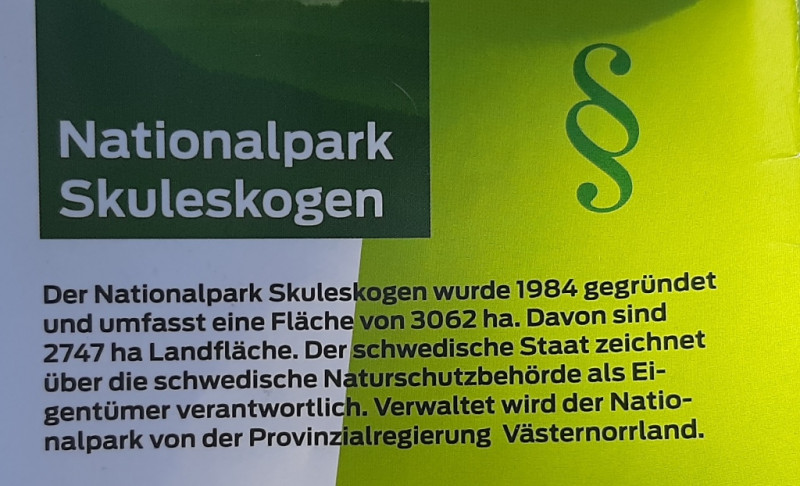 Nationalpark
Skuleskogen
§
Der Nationalpark Skuleskogen wurde 1984 gegründet
und umfasst eine Fläche von 3062 ha. Davon sind
2747 ha Landfläche. Der schwedische Staat zeichnet
über die schwedische Naturschutzbehörde als Ei-
gentümer verantwortlich. Verwaltet wird der Natio-
nalpark von der Provinzialregierung Västernorrland.